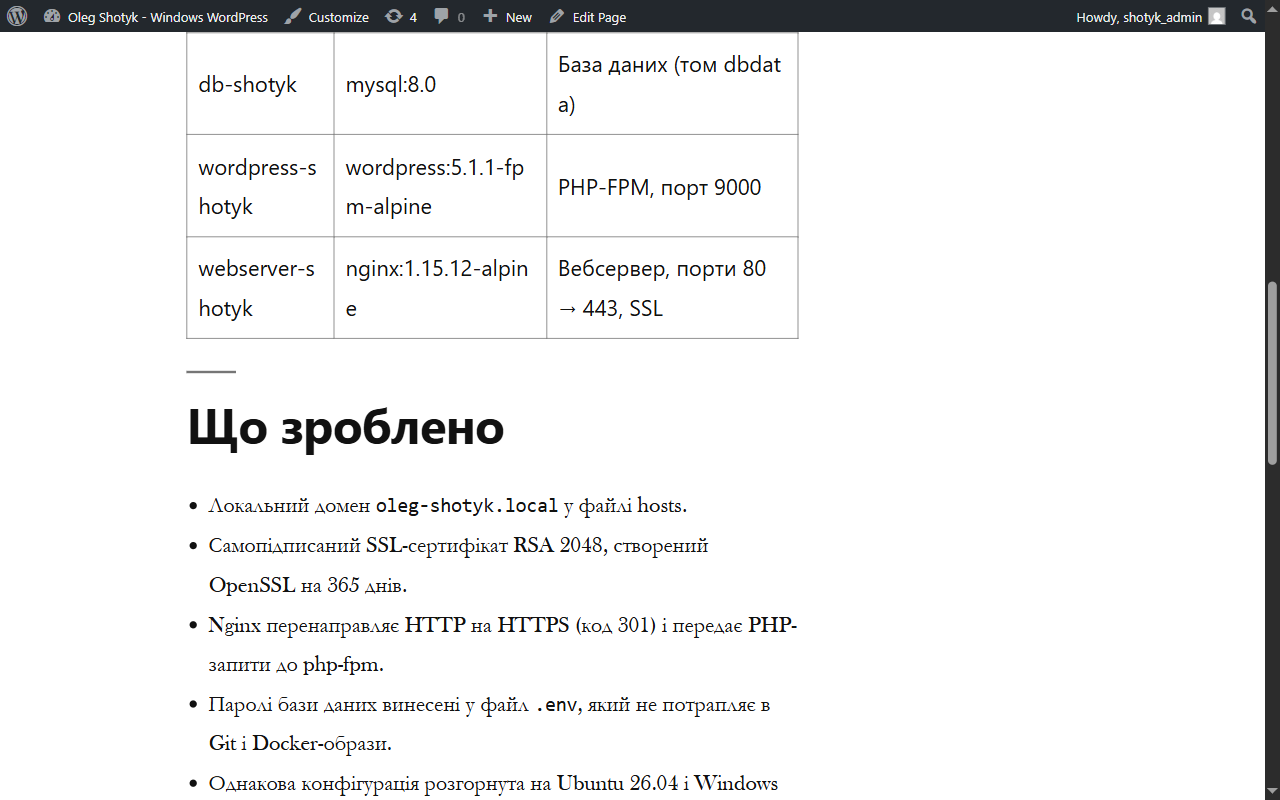 Oleg Shotyk - Windows WordPress Customize 4 0 New Edit Page Howdy, shotyk_admin
db-shotyk mysql:8.0 База даних (том dbdat
а)
wordpress-s wordpress:5.1.1-fp PHP-FPM, порт 9000
hotyk m-alpine
webserver-s nginx:1.15.12-alpin Вебсервер, порти 80
hotyk e → 443, SSL
Що зроблено
• Локальний домен oleg-shotyk.local у файлі hosts.
• Самопідписаний SSL-сертифікат RSA 2048, створений
OpenSSL на 365 днів.
• Nginx перенаправляє HTTP на HTTPS (код 301) і передає PHP-
запити до php-fpm.
• Паролі бази даних винесені у файл .env, який не потрапляє в
Git і Docker-образи.
• Однакова конфігурація розгорнута на Ubuntu 26.04 і Windows